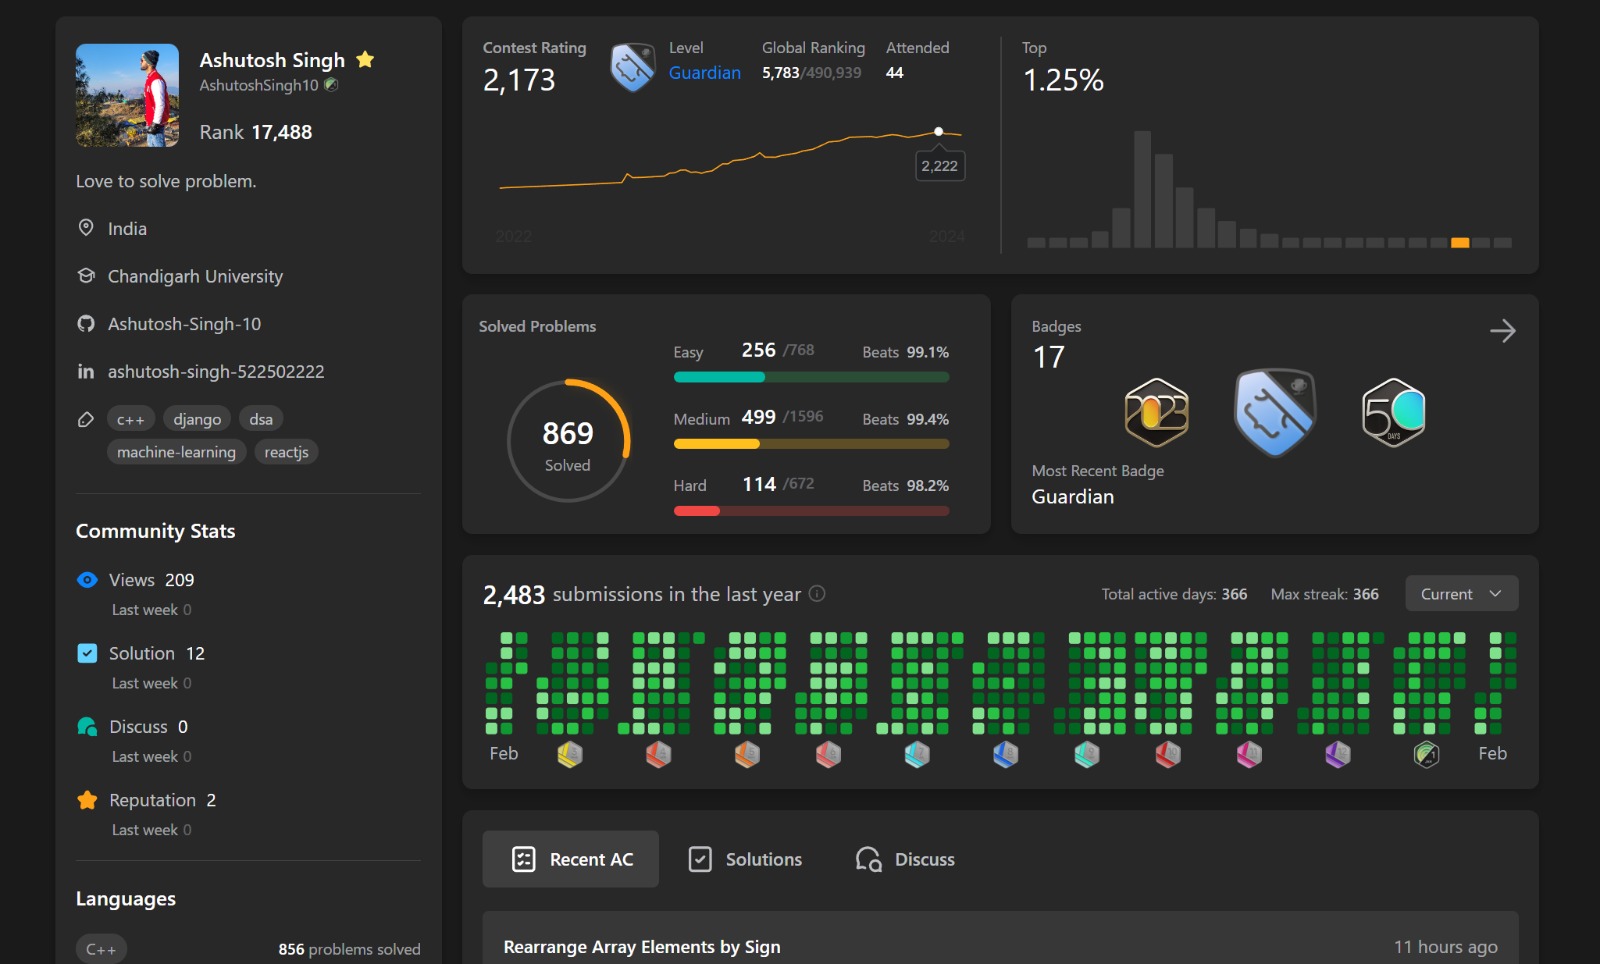 Ashutosh Singh
AshutoshSingh10
Rank 17,488
Love to solve problem.
India
Chandigarh University
Ashutosh-Singh-10
ashutosh-singh-522502222
c++ django dsa
machine-learning reactjs
Community Stats
Views 209
Last week 0
Solution 12
Last week 0
Discuss 0
Last week 0
Reputation 2
Last week 0
Languages
C++ 856 problems solved
Contest Rating
2,173
Level
Guardian
Global Ranking
5,783/490,939
Attended
44
2,222
2022 2024
Top
1.25%
Solved Problems
869
Solved
Easy 256 /768 Beats 99.1%
Medium 499 /1596 Beats 99.4%
Hard 114 /672 Beats 98.2%
Badges
17
2023
50
DAYS
Most Recent Badge
Guardian
2,483 submissions in the last year
Total active days: 366 Max streak: 366 Current
Feb Feb
Recent AC Solutions Discuss
Rearrange Array Elements by Sign 11 hours ago